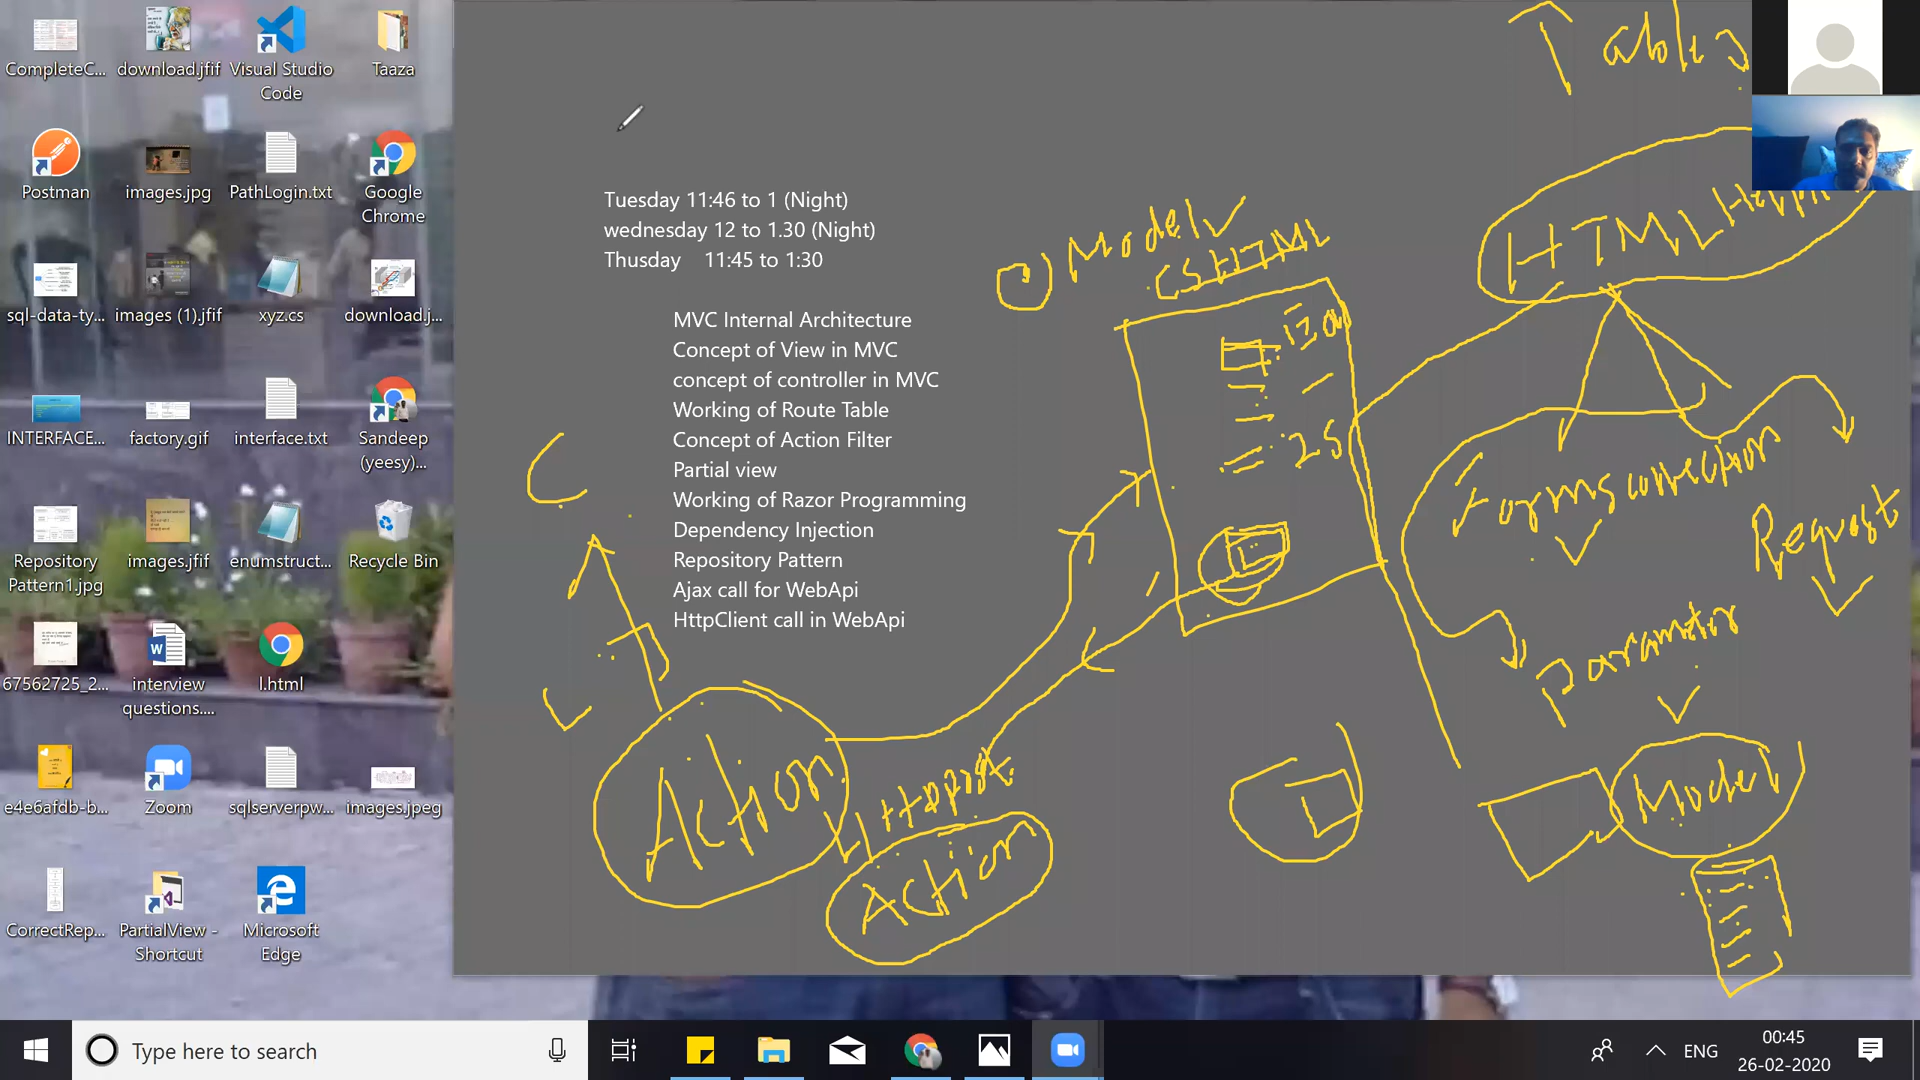 CompleteC...
download.jfif
Visual Studio
Code
Taaza
Postman
images.jpg
PathLogin.txt
Google
Chrome
sql-data-ty...
images (1).jfif
xyz.cs
download.j...
INTERFACE...
factory.gif
interface.txt
Sandeep
(yeesy)...
Repository
Pattern1.jpg
images.jfif
enumstruct...
Recycle Bin
67562725_2...
interview
questions....
l.html
e4e6afdb-b...
Zoom
sqlserverpw...
images.jpeg
CorrectRep...
PartialView -
Shortcut
Microsoft
Edge
Tuesday 11:46 to 1 (Night)
wednesday 12 to 1.30 (Night)
Thusday 11:45 to 1:30
MVC Internal Architecture
Concept of View in MVC
concept of controller in MVC
Working of Route Table
Concept of Action Filter
Partial view
Working of Razor Programming
Dependency Injection
Repository Pattern
Ajax call for WebApi
HttpClient call in WebApi
Tables
HTML
Model
CSHTML
25
Request
Parameter
Model
Action
Httppost
Action
Type here to search
ENG
00:45
26-02-2020